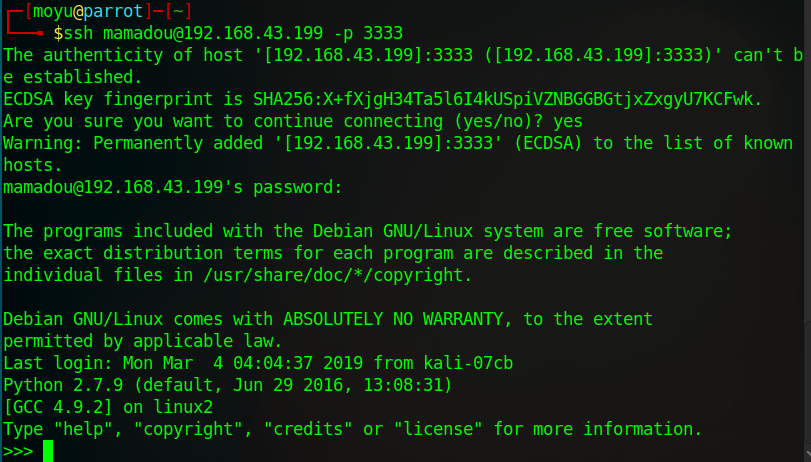 ┌─[moyu@parrot]─[~]
└──╼ $ssh mamadou@192.168.43.199 -p 3333
The authenticity of host '[192.168.43.199]:3333 ([192.168.43.199]:3333)' can't b
e established.
ECDSA key fingerprint is SHA256:X+fXjgH34Ta5l6I4kUSpiVZNBGGBGtjxZxgyU7KCFwk.
Are you sure you want to continue connecting (yes/no)? yes
Warning: Permanently added '[192.168.43.199]:3333' (ECDSA) to the list of known
hosts.
mamadou@192.168.43.199's password:
The programs included with the Debian GNU/Linux system are free software;
the exact distribution terms for each program are described in the
individual files in /usr/share/doc/*/copyright.
Debian GNU/Linux comes with ABSOLUTELY NO WARRANTY, to the extent
permitted by applicable law.
Last login: Mon Mar  4 04:04:37 2019 from kali-07cb
Python 2.7.9 (default, Jun 29 2016, 13:08:31)
[GCC 4.9.2] on linux2
Type "help", "copyright", "credits" or "license" for more information.
>>>